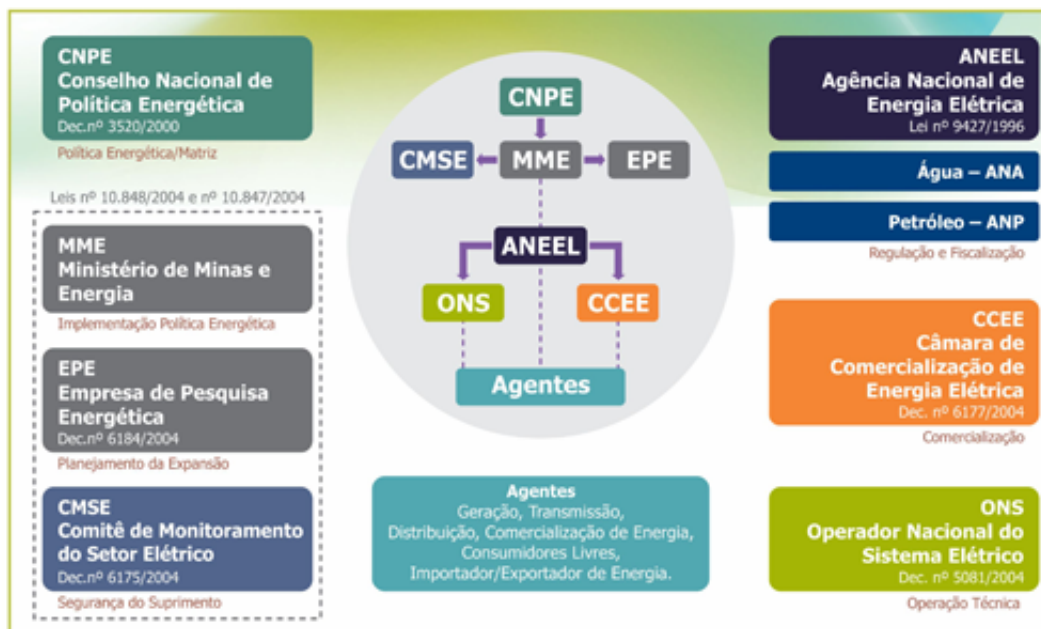 CNPE
Conselho Nacional de
Política Energética
Dec.nº 3520/2000
Política Energética/Matriz
Leis nº 10.848/2004 e nº 10.847/2004
MME
Ministério de Minas e
Energia
Implementação Política Energética
EPE
Empresa de Pesquisa
Energética
Dec.nº 6184/2004
Planejamento da Expansão
CMSE
Comitê de Monitoramento
do Setor Elétrico
Dec.nº 6175/2004
Segurança do Suprimento
CNPE
CMSE MME EPE
ANEEL
ONS CCEE
Agentes
Agentes
Geração, Transmissão,
Distribuição, Comercialização de Energia,
Consumidores Livres,
Importador/Exportador de Energia.
ANEEL
Agência Nacional de
Energia Elétrica
Lei nº 9427/1996
Água – ANA
Petróleo – ANP
Regulação e Fiscalização
CCEE
Câmara de
Comercialização de
Energia Elétrica
Dec. nº 6177/2004
Comercialização
ONS
Operador Nacional do
Sistema Elétrico
Dec. nº 5081/2004
Operação Técnica